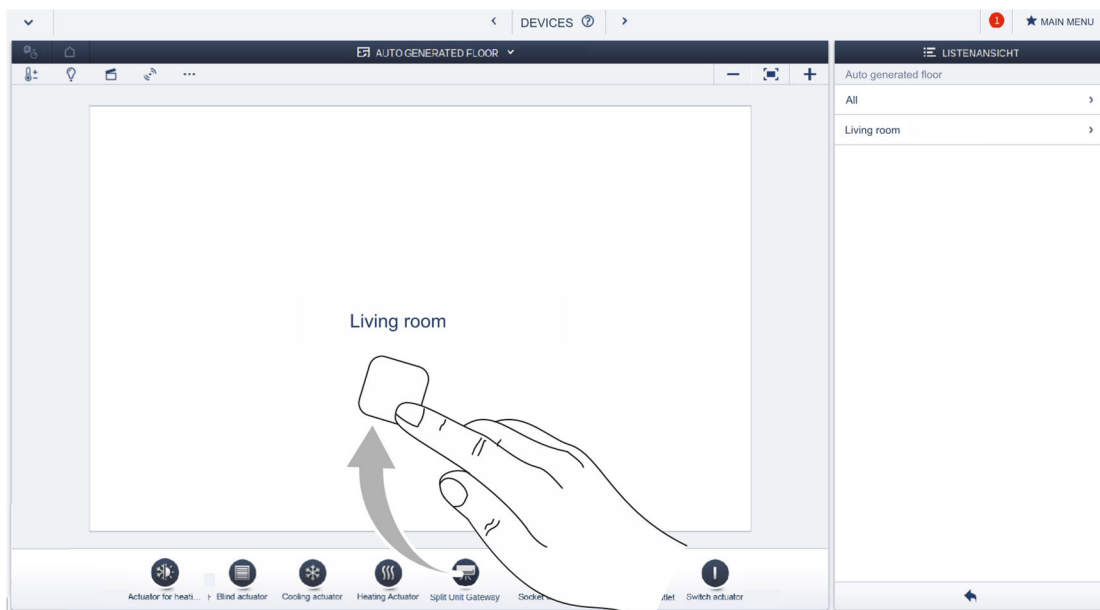 DEVICES
1
MAIN MENU
AUTO GENERATED FLOOR
LISTENANSICHT
Auto generated floor
All
Living room
Living room
Actuator for heati...
Blind actuator
Cooling actuator
Heating Actuator
Split Unit Gateway
Switch actuator